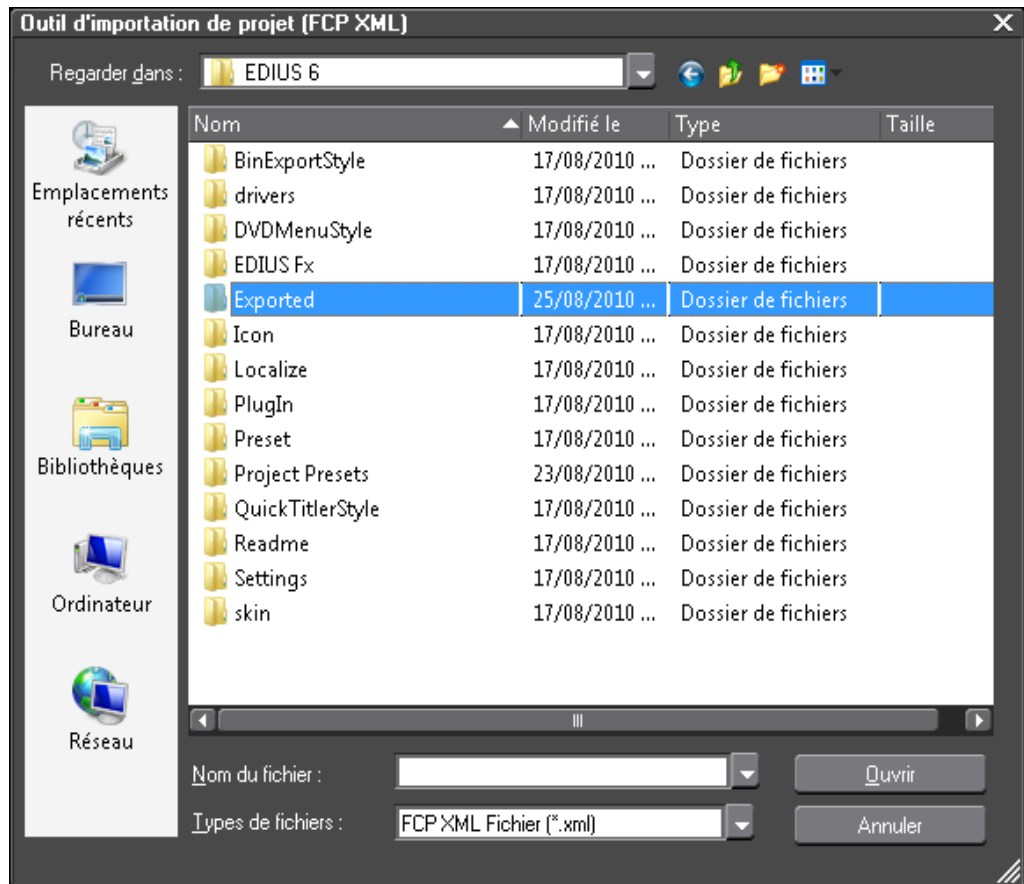 Outil d'importation de projet (FCP XML)
Regarder dans : EDIUS 6
Emplacements récents
Bureau
Bibliothèques
Ordinateur
Réseau
Nom Modifié le Type Taille
BinExportStyle 17/08/2010 ... Dossier de fichiers
drivers 17/08/2010 ... Dossier de fichiers
DVDMenuStyle 17/08/2010 ... Dossier de fichiers
EDIUS Fx 17/08/2010 ... Dossier de fichiers
Exported 25/08/2010 ... Dossier de fichiers
Icon 17/08/2010 ... Dossier de fichiers
Localize 17/08/2010 ... Dossier de fichiers
PlugIn 17/08/2010 ... Dossier de fichiers
Preset 17/08/2010 ... Dossier de fichiers
Project Presets 23/08/2010 ... Dossier de fichiers
QuickTitlerStyle 17/08/2010 ... Dossier de fichiers
Readme 17/08/2010 ... Dossier de fichiers
Settings 17/08/2010 ... Dossier de fichiers
skin 17/08/2010 ... Dossier de fichiers
Nom du fichier : Ouvrir
Types de fichiers : FCP XML Fichier (*.xml) Annuler